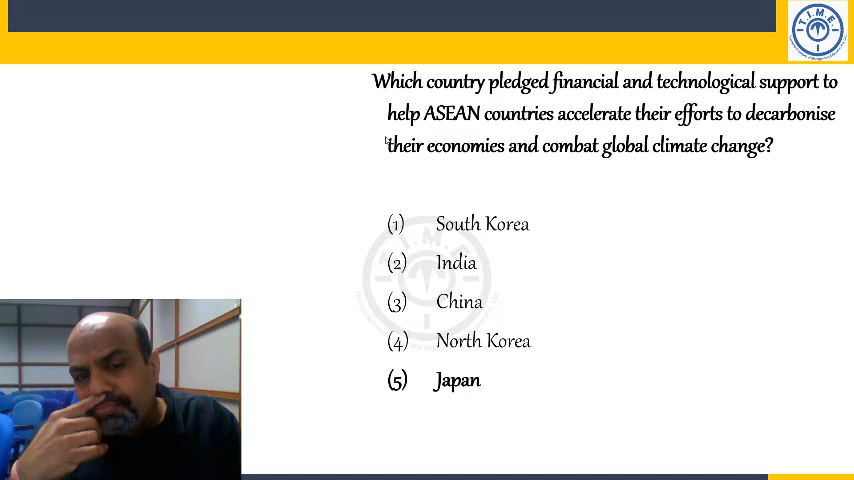 T.I.M.E.
Which country pledged financial and technological support to
help ASEAN countries accelerate their efforts to decarbonise
their economies and combat global climate change?
(1) South Korea
(2) India
(3) China
(4) North Korea
(5) Japan